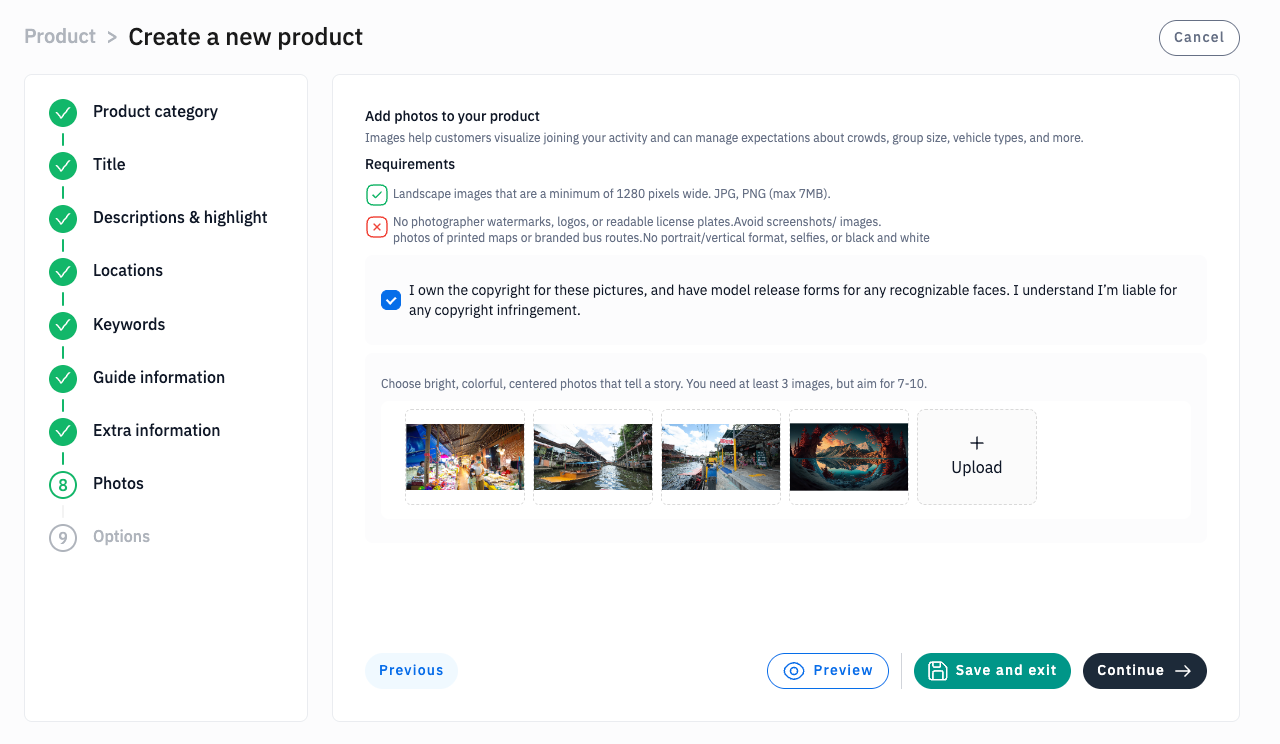 Product > Create a new product
Cancel
Product category
Title
Descriptions & highlight
Locations
Keywords
Guide information
Extra information
8 Photos
9 Options
Add photos to your product
Images help customers visualize joining your activity and can manage expectations about crowds, group size, vehicle types, and more.
Requirements
Landscape images that are a minimum of 1280 pixels wide. JPG, PNG (max 7MB).
No photographer watermarks, logos, or readable license plates.Avoid screenshots/ images.
photos of printed maps or branded bus routes.No portrait/vertical format, selfies, or black and white
I own the copyright for these pictures, and have model release forms for any recognizable faces. I understand I’m liable for
any copyright infringement.
Choose bright, colorful, centered photos that tell a story. You need at least 3 images, but aim for 7-10.
+
Upload
Previous
Preview
Save and exit
Continue →